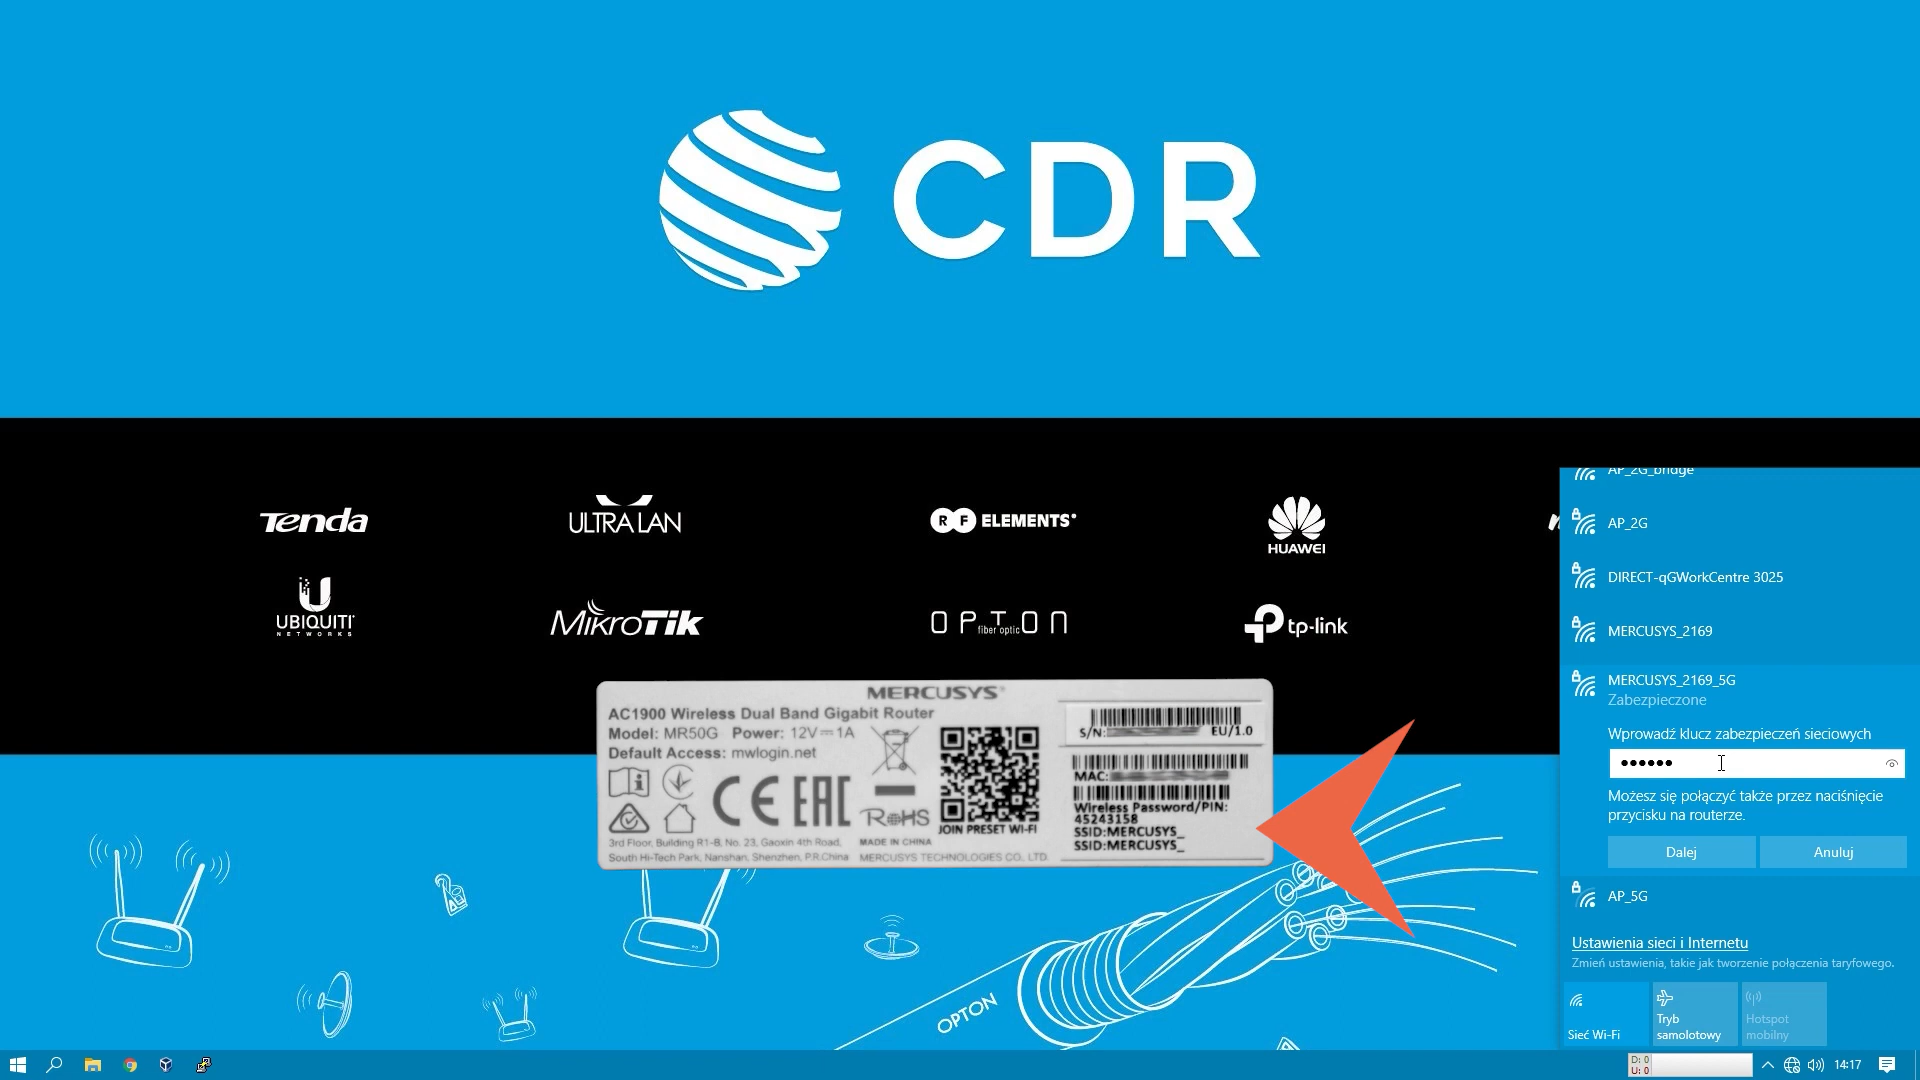 CDR
Tenda
ULTRA LAN
RF ELEMENTS
HUAWEI
UBIQUITI
NETWORKS
MikroTik
OPTON
fiber optic
tp-link
MERCUSYS
AC1900 Wireless Dual Band Gigabit Router
Model: MR50G Power: 12V⎓1A
Default Access: mwlogin.net
CE EAC
RoHS
3rd Floor, Building R1-B, No. 23, Gaoxin 4th Road,
South Hi-Tech Park, Nanshan, Shenzhen, P.R.China
MADE IN CHINA
MERCUSYS TECHNOLOGIES CO., LTD.
JOIN PRESET WI-FI
S/N:
EU/1.0
MAC:
Wireless Password/PIN:
45243158
SSID:MERCUSYS_
SSID:MERCUSYS_
OPTON
AP_2G_bridge
AP_2G
DIRECT-qGWorkCentre 3025
MERCUSYS_2169
MERCUSYS_2169_5G
Zabezpieczone
Wprowadź klucz zabezpieczeń sieciowych
••••••
Możesz się połączyć także przez naciśnięcie
przycisku na routerze.
Dalej
Anuluj
AP_5G
Ustawienia sieci i Internetu
Zmień ustawienia, takie jak tworzenie połączenia taryfowego.
Sieć Wi-Fi
Tryb
samolotowy
Hotspot
mobilny
D: 0
U: 0
14:17